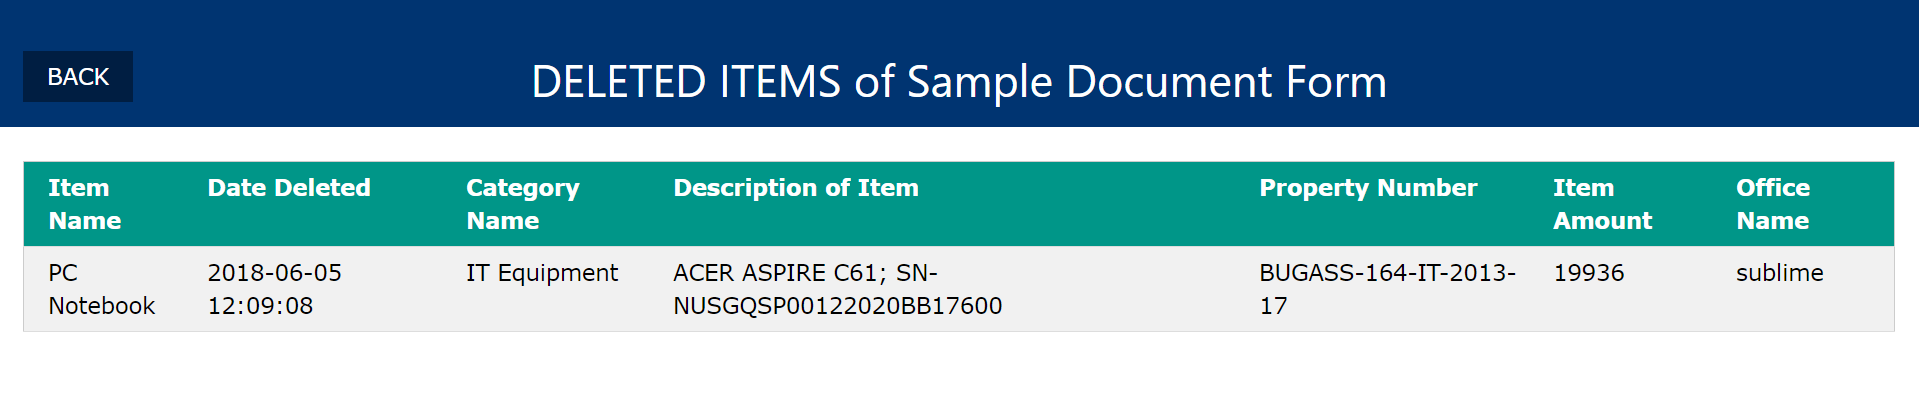 BACK
DELETED ITEMS of Sample Document Form
Item Name
Date Deleted
Category Name
Description of Item
Property Number
Item Amount
Office Name
PC Notebook
2018-06-05 12:09:08
IT Equipment
ACER ASPIRE C61; SN-NUSGQSP00122020BB17600
BUGASS-164-IT-2013-17
19936
sublime